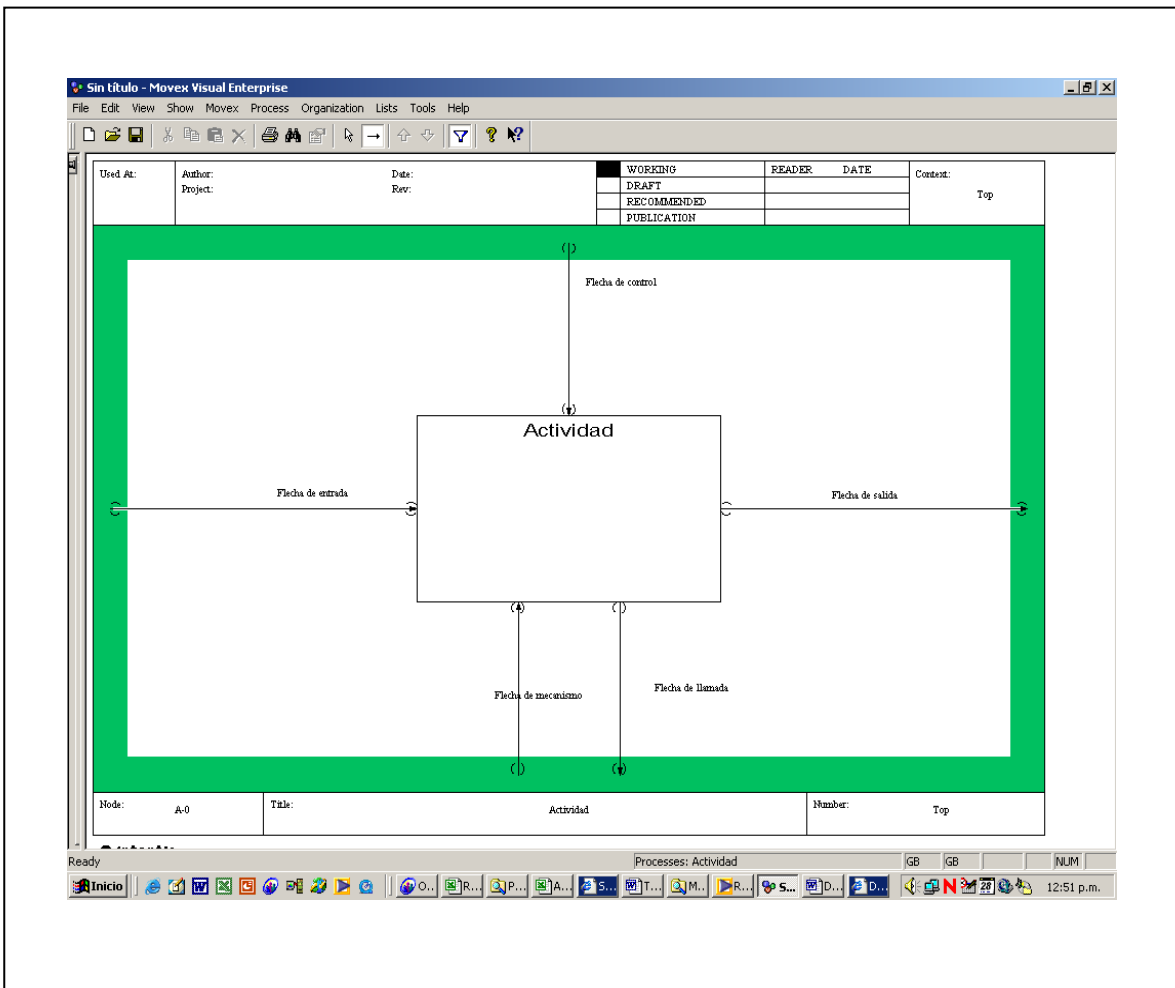 Sin título - Movex Visual Enterprise
File Edit View Show Movex Process Organization Lists Tools Help
Used At:
Author:
Date:
Project:
Rev:
WORKING
READER DATE
DRAFT
RECOMMENDED
PUBLICATION
Context:
Top
Flecha de control
Actividad
Flecha de entrada
Flecha de salida
Flecha de mecanismo
Flecha de llamada
Node:
A-0
Title:
Actividad
Number:
Top
Ready
Processes: Actividad
GB GB NUM
Inicio O.. R... P... A... S... T... M... R... S... D... D... 28 12:51 p.m.